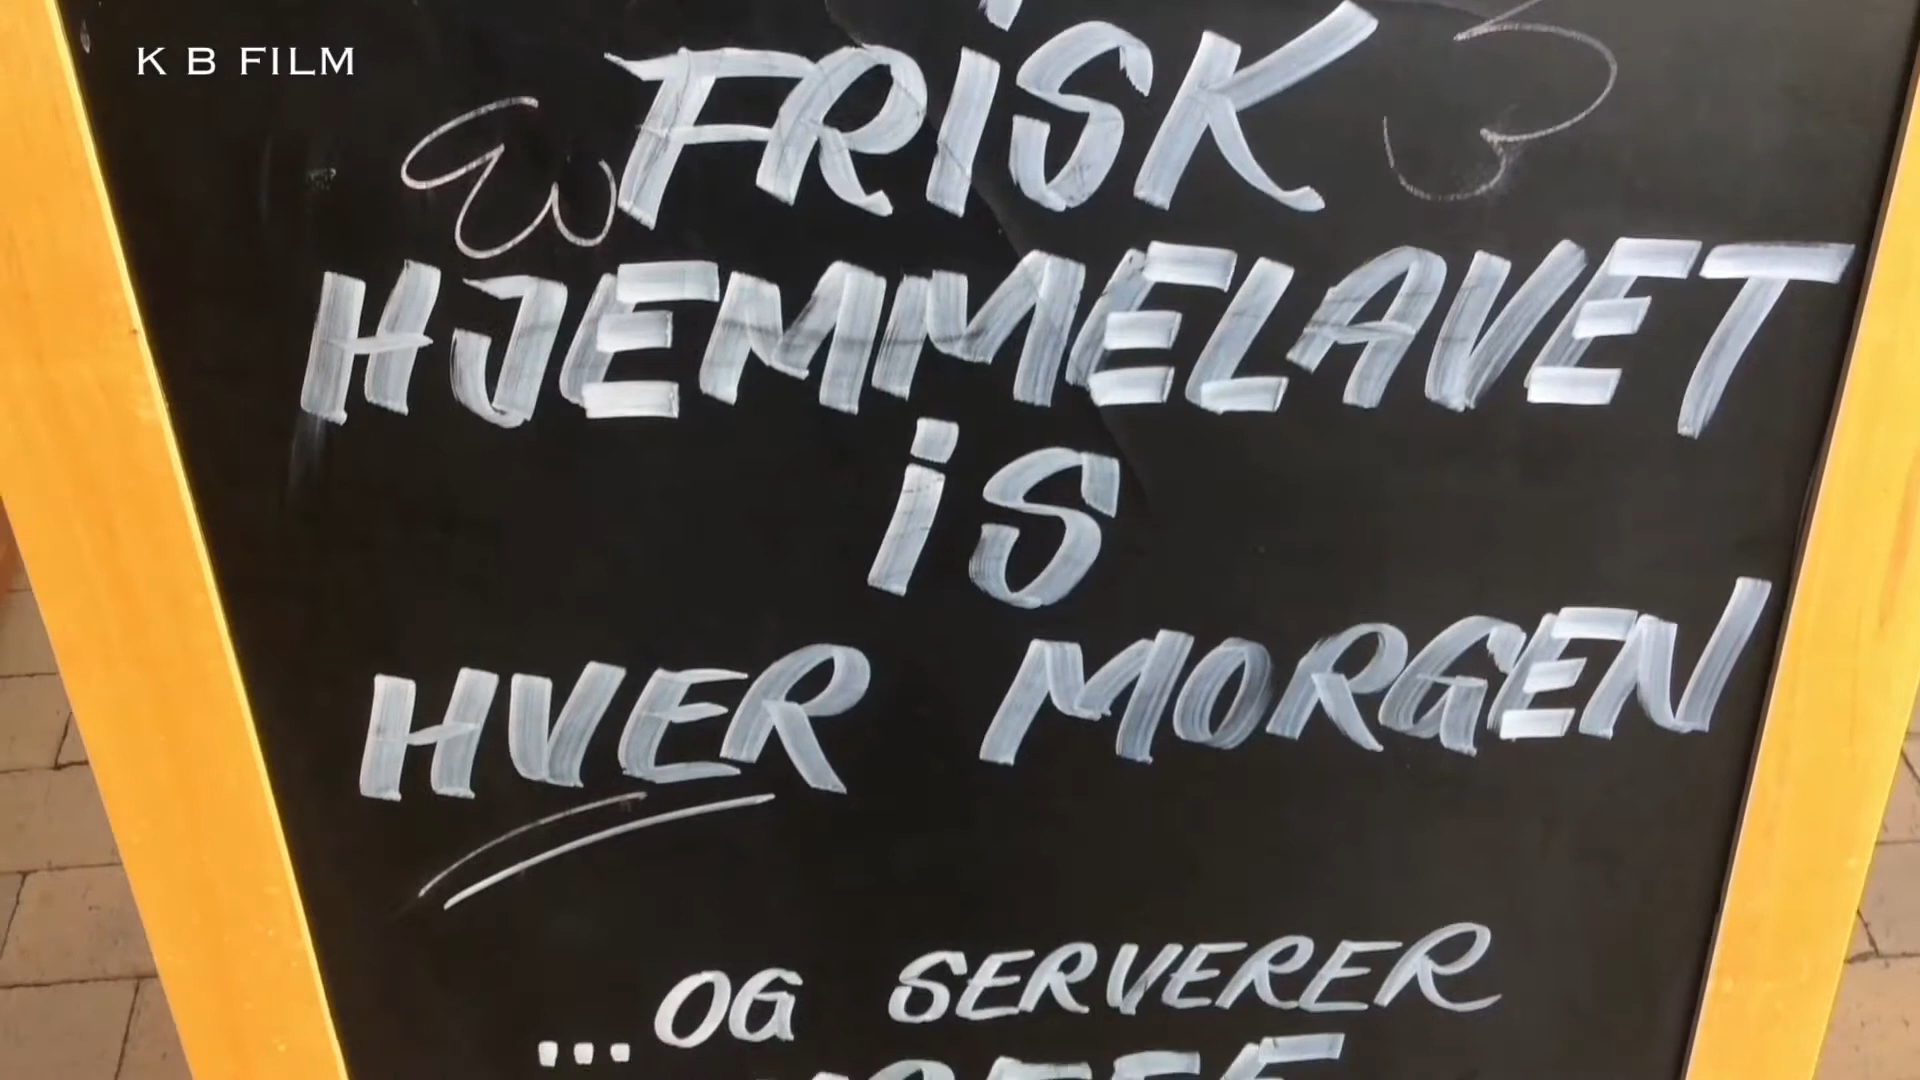 K B FILM
FRiSK
HJEMMELAVET
iS
HVER MORGEN
...OG SERVERER